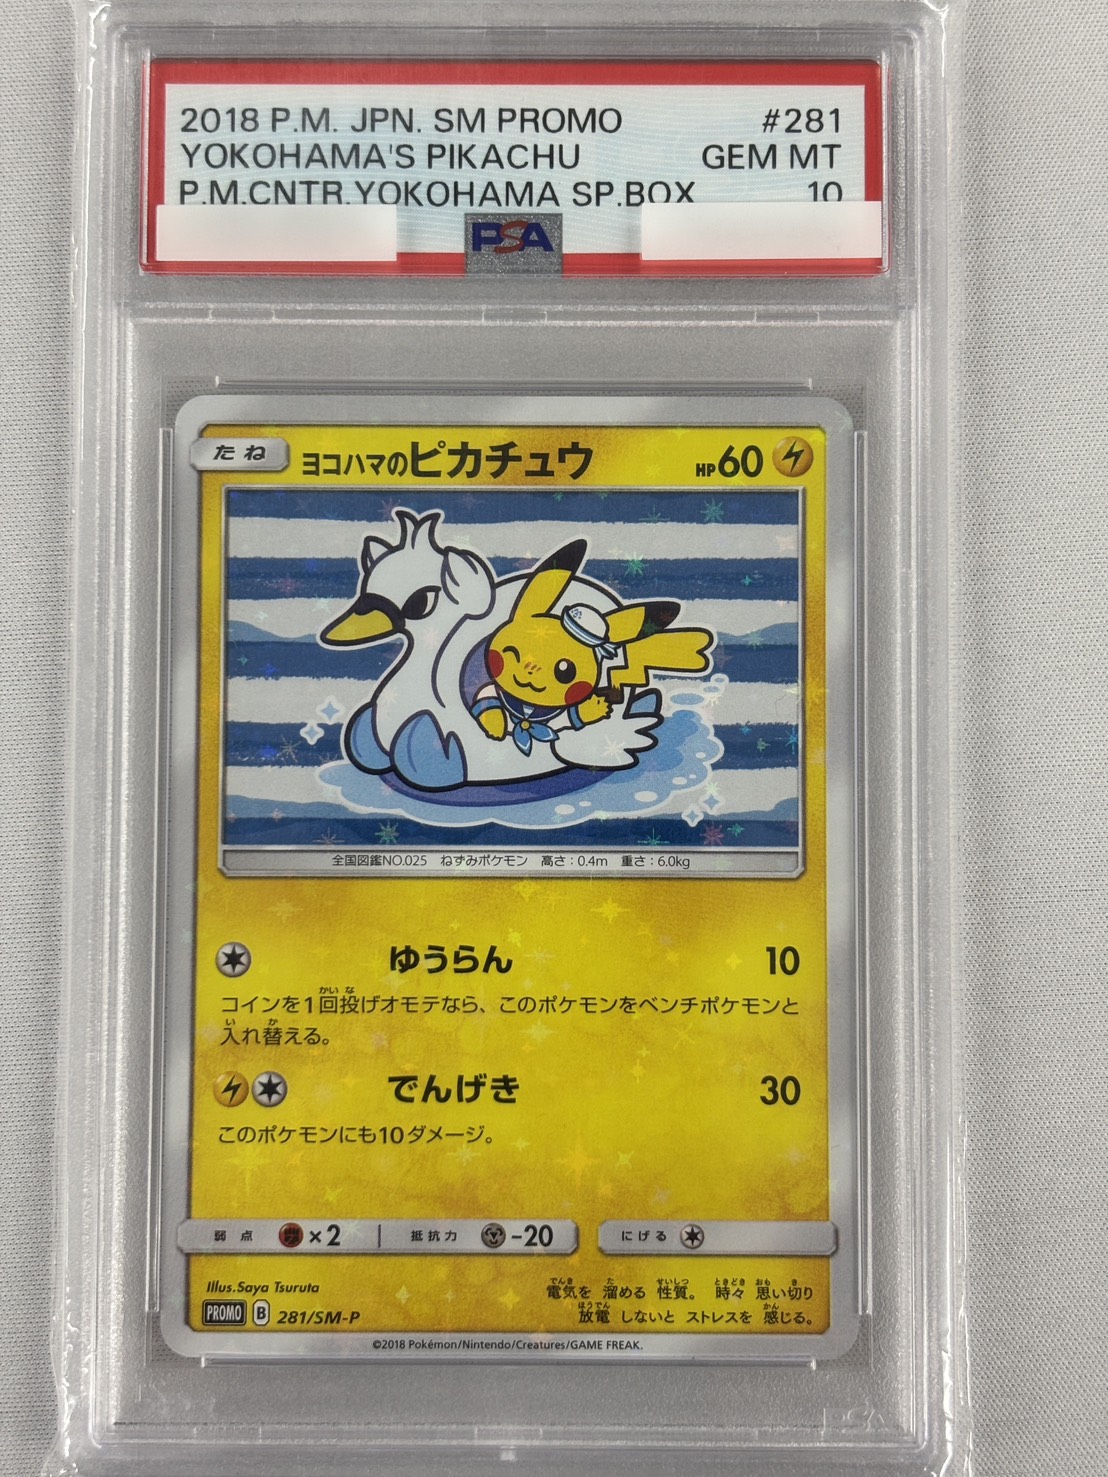 2018 P.M. JPN. SM PROMO #281
YOKOHAMA'S PIKACHU GEM MT
P.M.CNTR.YOKOHAMA SP.BOX 10
PSA
たね ヨコハマのピカチュウ HP60
全国図鑑NO.025 ねずみポケモン 高さ:0.4m 重さ:6.0kg
ゆうらん 10
コインを1回投げオモテなら、このポケモンをベンチポケモンと
入れ替える。
でんげき 30
このポケモンにも10ダメージ。
弱点 ×2 抵抗力 -20 にげる
Illus.Saya Tsuruta
電気を 溜める 性質。 時々 思い切り
放電 しないと ストレスを 感じる。
PROMO B 281/SM-P
©2018 Pokémon/Nintendo/Creatures/GAME FREAK.
PSA